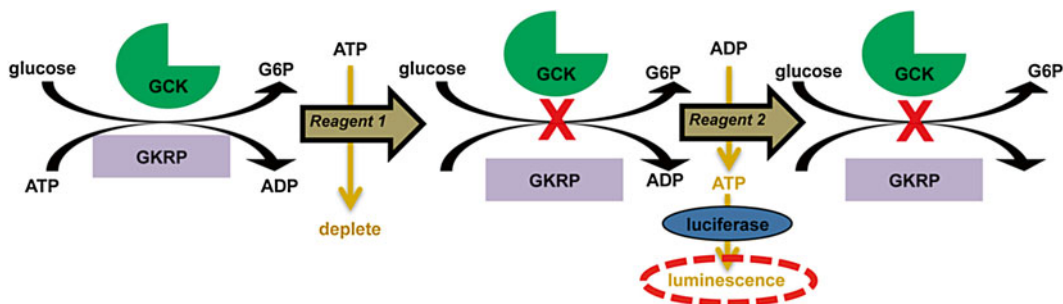 glucose
GCK
G6P
GKRP
ATP
ADP
ATP
Reagent 1
deplete
glucose
GCK
G6P
X
GKRP
ADP
ADP
Reagent 2
ATP
luciferase
luminescence
glucose
GCK
G6P
X
GKRP